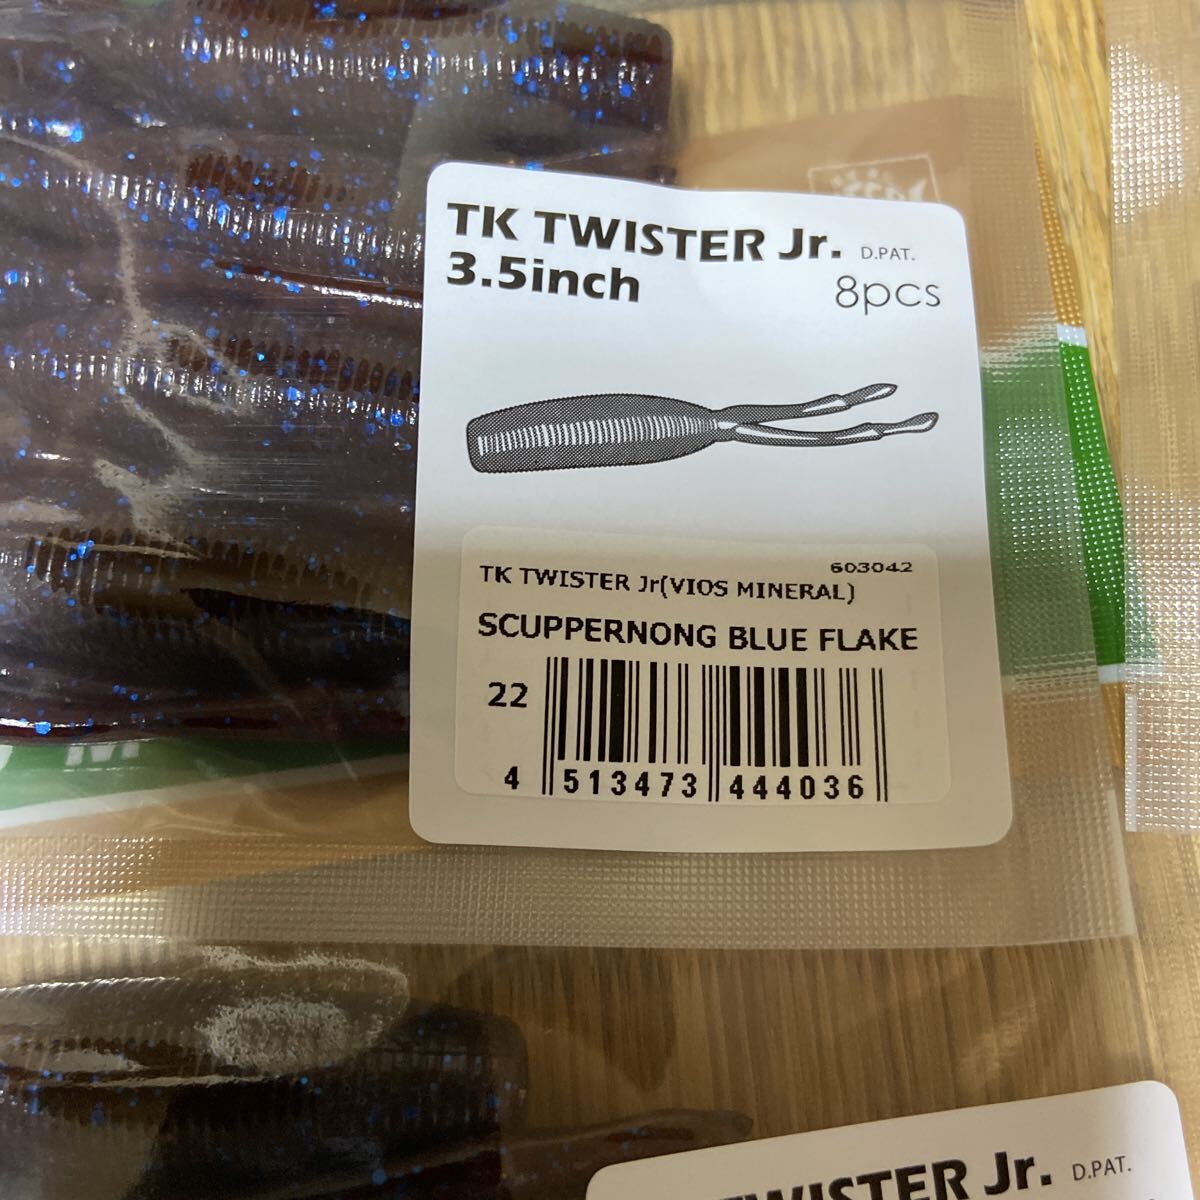 TK TWISTER Jr. D.PAT.
3.5inch 8pcs
603042
TK TWISTER Jr(VIOS MINERAL)
SCUPPERNONG BLUE FLAKE
22
4 513473 444036
TWISTER Jr. D.PAT.